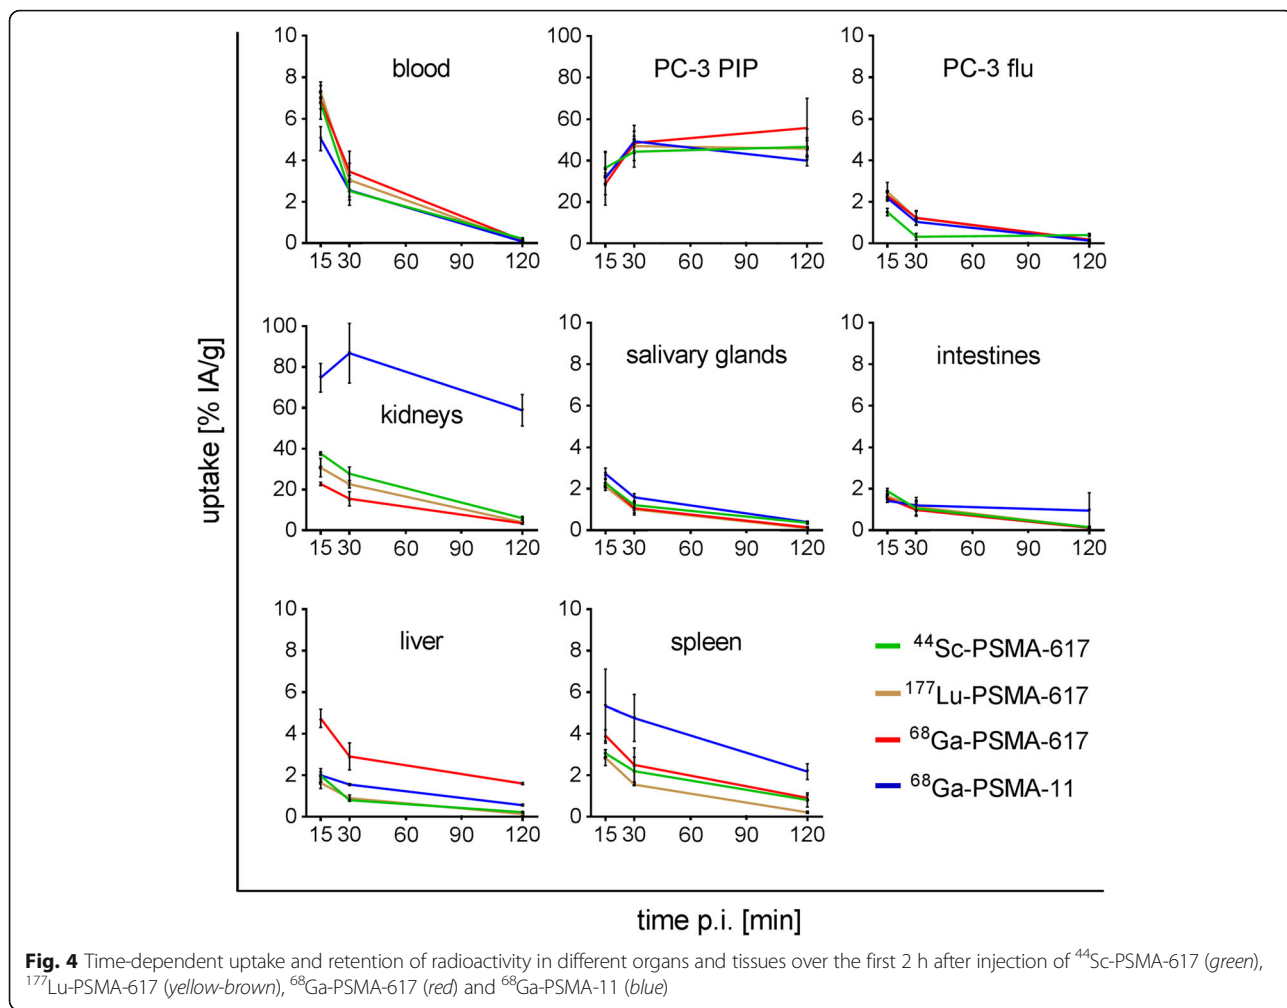 blood
10
8
6
4
2
0
15 30 60 90 120
PC-3 PIP
100
80
60
40
20
0
15 30 60 90 120
PC-3 flu
10
8
6
4
2
0
15 30 60 90 120
uptake [% IA/g]
kidneys
100
80
60
40
20
0
15 30 60 90 120
salivary glands
10
8
6
4
2
0
15 30 60 90 120
intestines
10
8
6
4
2
0
15 30 60 90 120
liver
10
8
6
4
2
0
15 30 60 90 120
spleen
10
8
6
4
2
0
15 30 60 90 120
⁴⁴Sc-PSMA-617
¹⁷⁷Lu-PSMA-617
⁶⁸Ga-PSMA-617
⁶⁸Ga-PSMA-11
time p.i. [min]
Fig. 4 Time-dependent uptake and retention of radioactivity in different organs and tissues over the first 2 h after injection of ⁴⁴Sc-PSMA-617 (green),
¹⁷⁷Lu-PSMA-617 (yellow-brown), ⁶⁸Ga-PSMA-617 (red) and ⁶⁸Ga-PSMA-11 (blue)